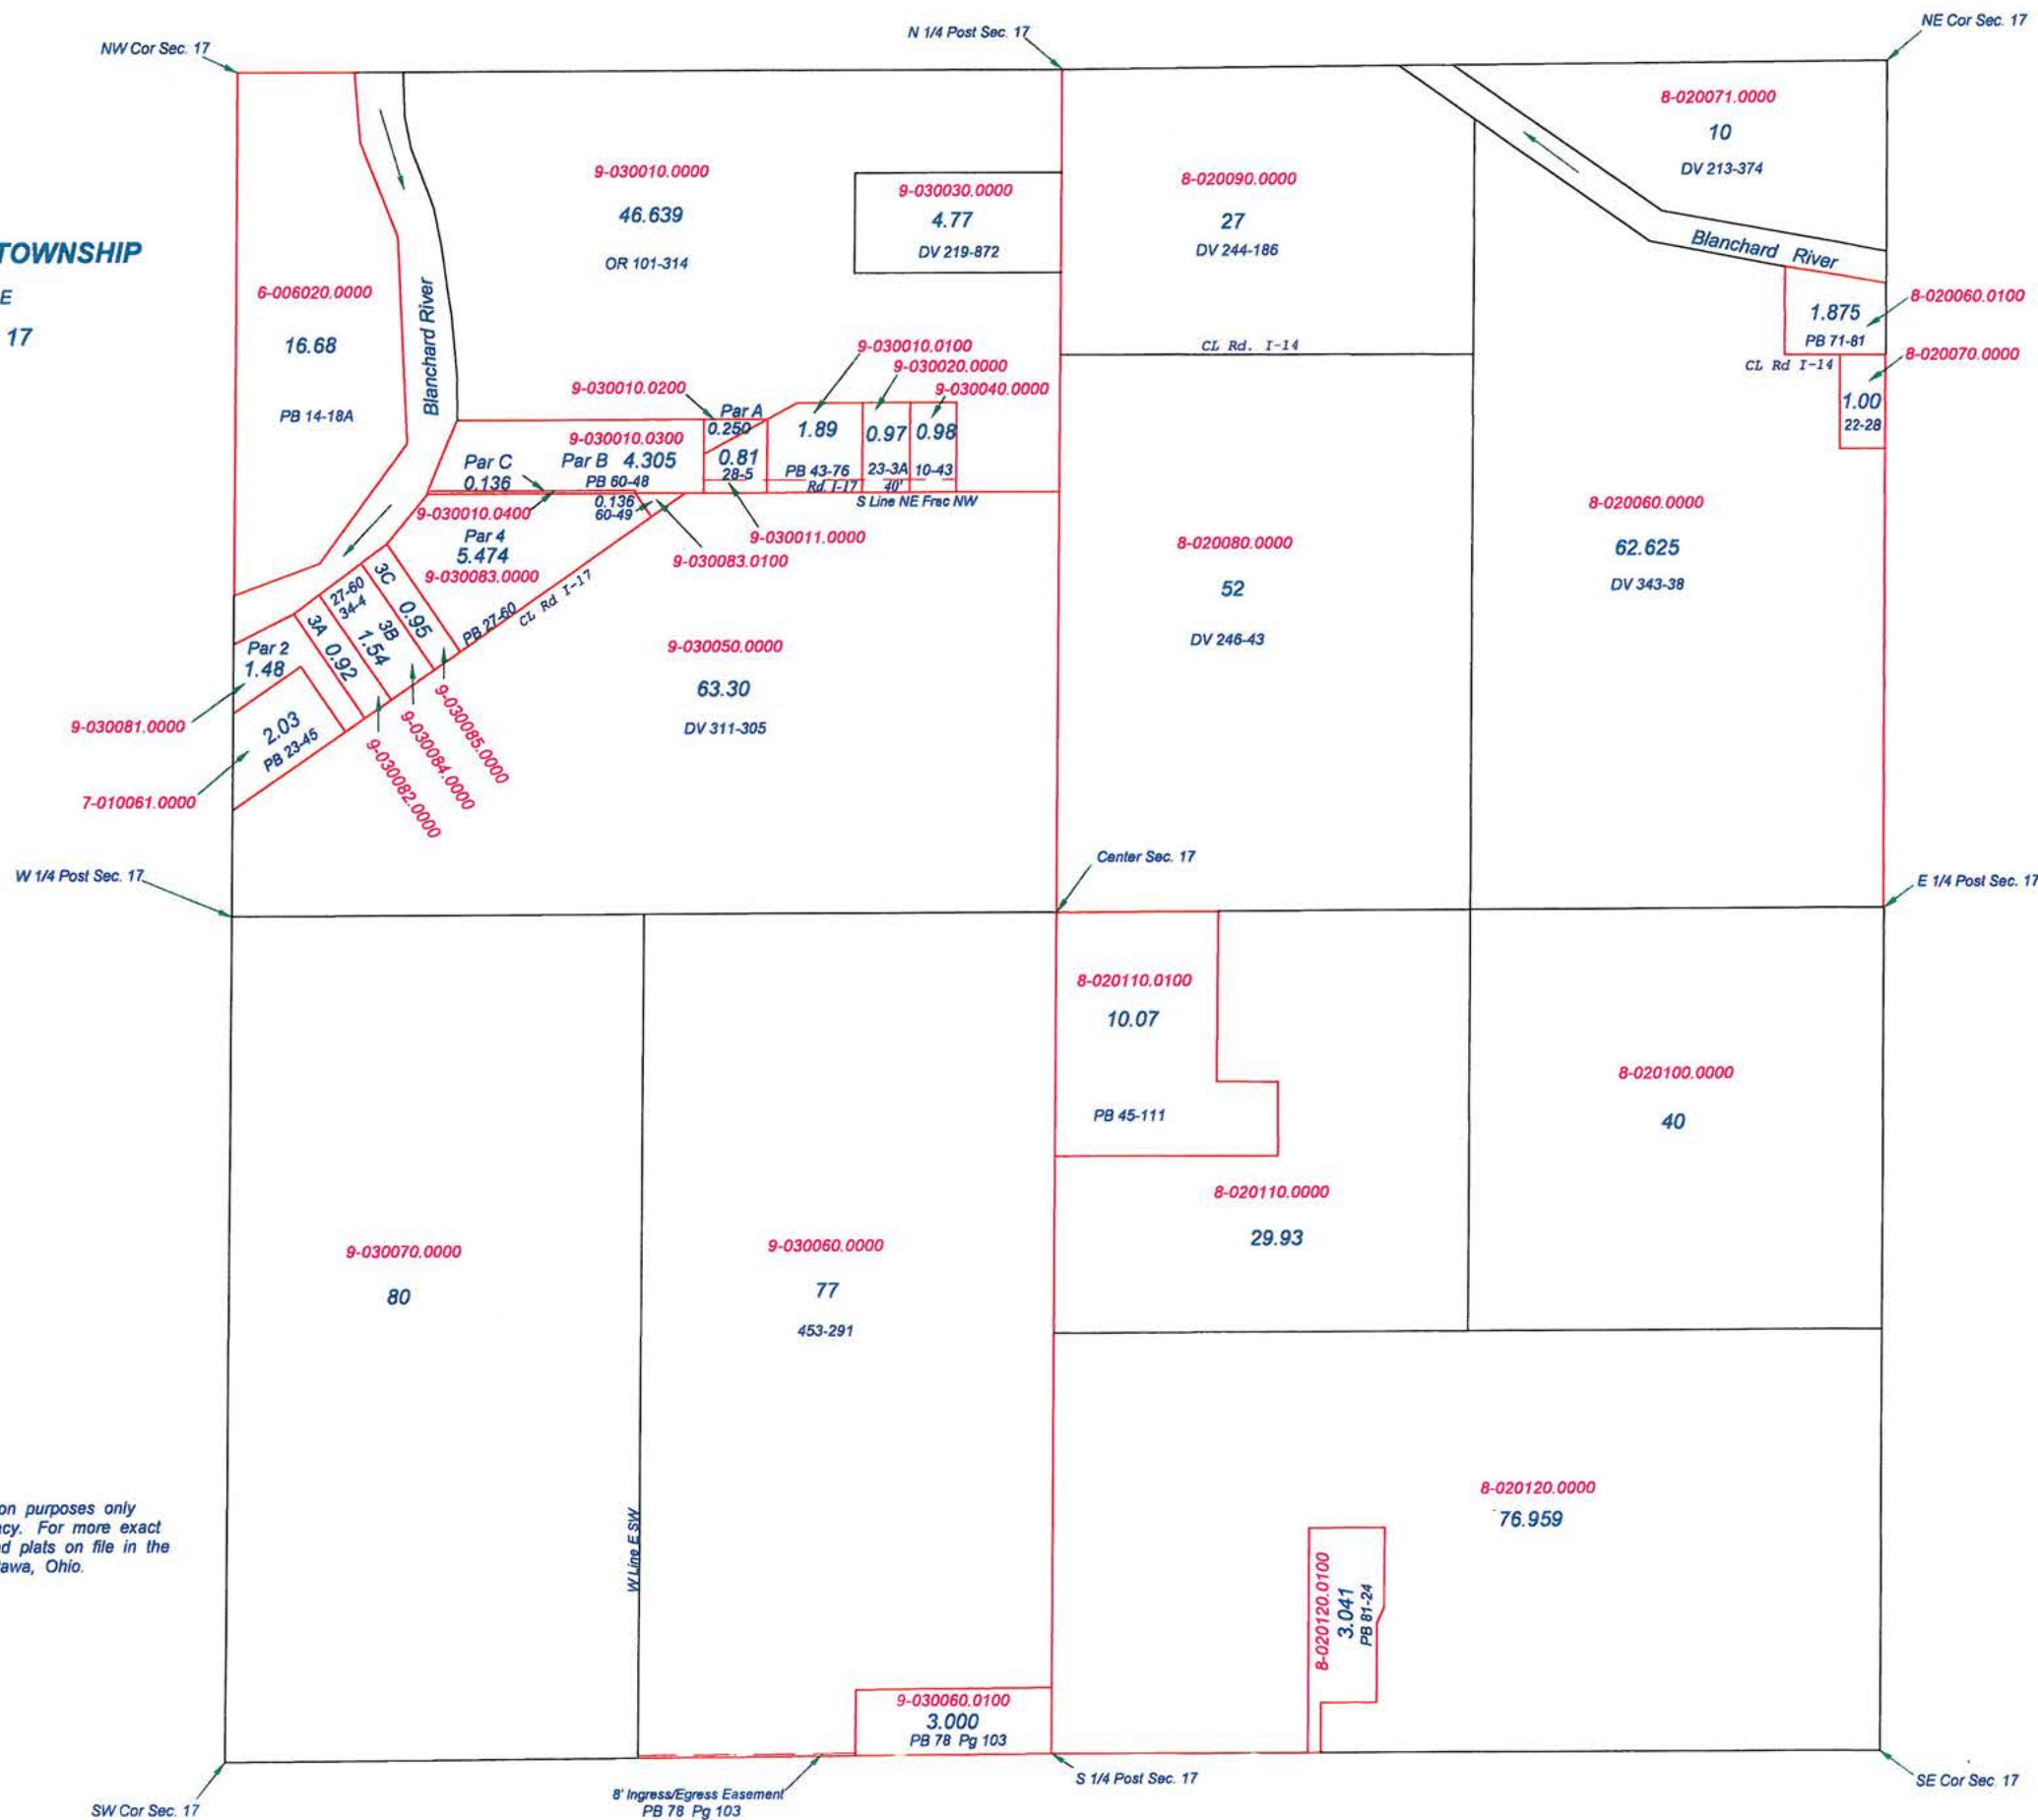 NW Cor Sec. 17
N 1/4 Post Sec. 17
NE Cor Sec. 17
TOWNSHIP
E
17
6-006020.0000
16.68
PB 14-18A
Blanchard River
9-030010.0000
46.639
OR 101-314
9-030030.0000
4.77
DV 219-872
8-020090.0000
27
DV 244-186
CL Rd. I-14
8-020071.0000
10
DV 213-374
Blanchard River
1.875
PB 71-81
8-020060.0100
CL Rd I-14
8-020070.0000
1.00
22-28
9-030010.0100
9-030020.0000
9-030040.0000
9-030010.0200
Par A
0.250
9-030010.0300
Par B 4.305
PB 60-48
Par C
0.136
0.81
28-5
1.89
PB 43-76
Rd. I-17
0.97
23-3A
40'
0.98
10-43
S Line NE Frac NW
9-030010.0400
0.136
60-49
9-030011.0000
9-030083.0100
Par 4
5.474
9-030083.0000
PB 27-60
CL Rd I-17
3C 0.95
27-60
34-4
3B
1.54
3A 0.92
Par 2
1.48
9-030081.0000
2.03
PB 23-45
7-010061.0000
9-030082.0000
9-030084.0000
9-030085.0000
9-030050.0000
63.30
DV 311-305
8-020080.0000
52
DV 246-43
8-020060.0000
62.625
DV 343-38
W 1/4 Post Sec. 17
Center Sec. 17
E 1/4 Post Sec. 17
8-020110.0100
10.07
PB 45-111
8-020100.0000
40
8-020110.0000
29.93
9-030070.0000
80
9-030060.0000
77
453-291
W Line E SW
8-020120.0000
76.959
8-020120.0100
3.041
PB 81-24
on purposes only
cy. For more exact
d plats on file in the
awa, Ohio.
9-030060.0100
3.000
PB 78 Pg 103
8' Ingress/Egress Easement
PB 78 Pg 103
SW Cor Sec. 17
S 1/4 Post Sec. 17
SE Cor Sec. 17